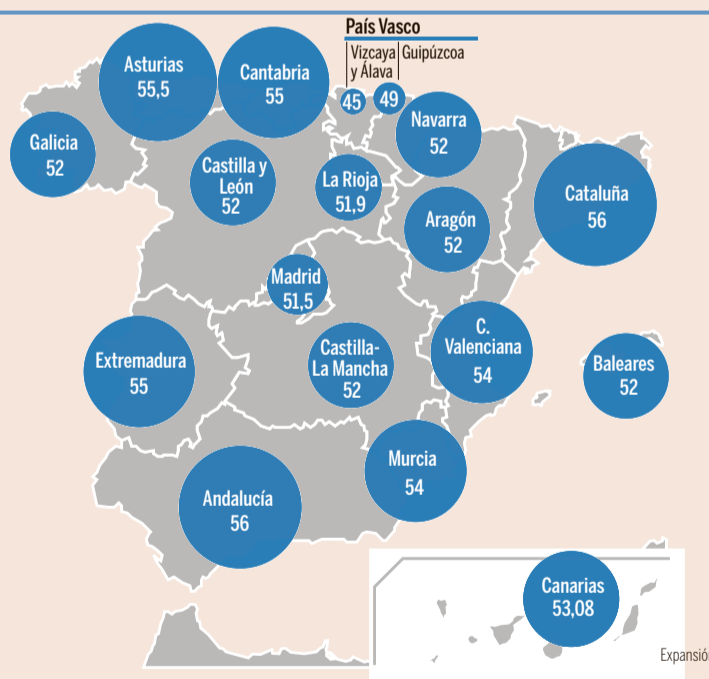 País Vasco
Vizcaya
y Álava
Guipúzcoa
45
49
Asturias
55,5
Cantabria
55
Navarra
52
Galicia
52
Castilla y
León
52
La Rioja
51,9
Cataluña
56
Aragón
52
Madrid
51,5
C.
Valenciana
54
Extremadura
55
Castilla-
La Mancha
52
Baleares
52
Murcia
54
Andalucía
56
Canarias
53,08
Expansió